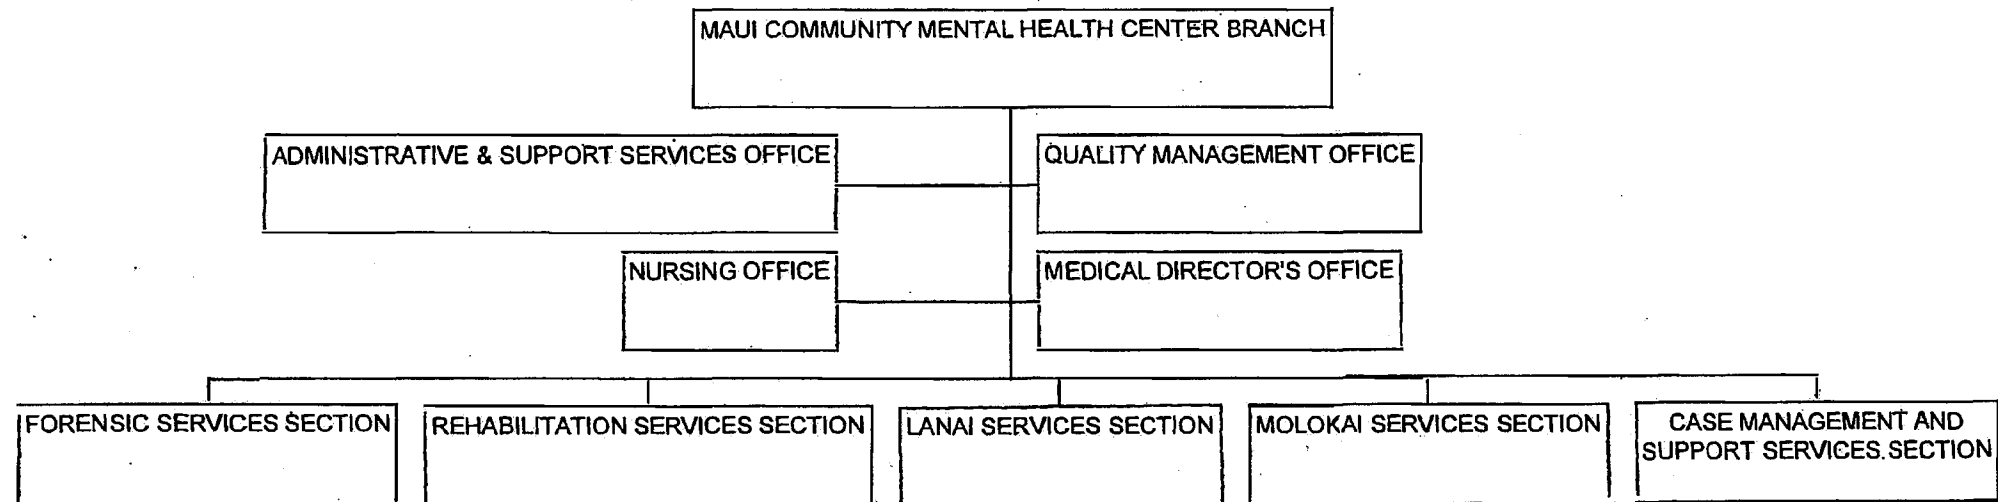 MAUI COMMUNITY MENTAL HEALTH CENTER BRANCH
ADMINISTRATIVE & SUPPORT SERVICES OFFICE
QUALITY MANAGEMENT OFFICE
NURSING OFFICE
MEDICAL DIRECTOR'S OFFICE
FORENSIC SERVICES SECTION
REHABILITATION SERVICES SECTION
LANAI SERVICES SECTION
MOLOKAI SERVICES SECTION
CASE MANAGEMENT AND
SUPPORT SERVICES SECTION